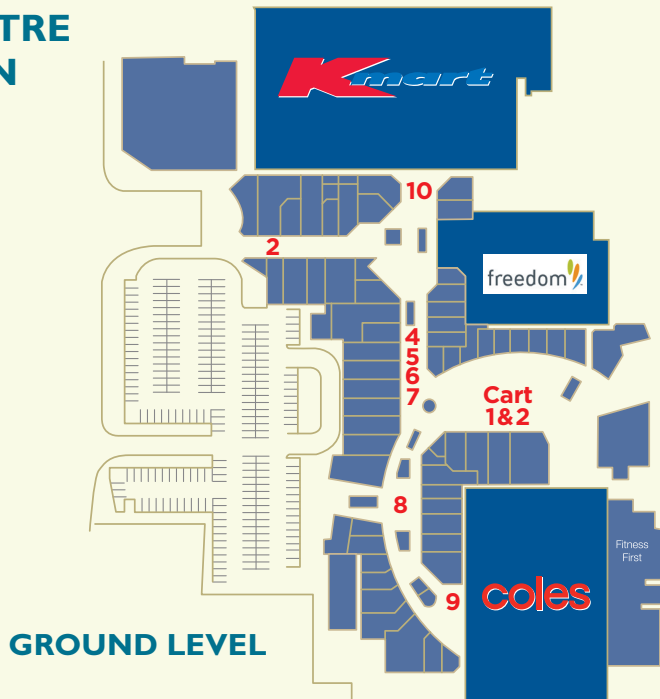 TRE
N
Kmart
10
2
freedom
4
5
6
7
Cart
1&2
8
Fitness
First
9
coles
GROUND LEVEL